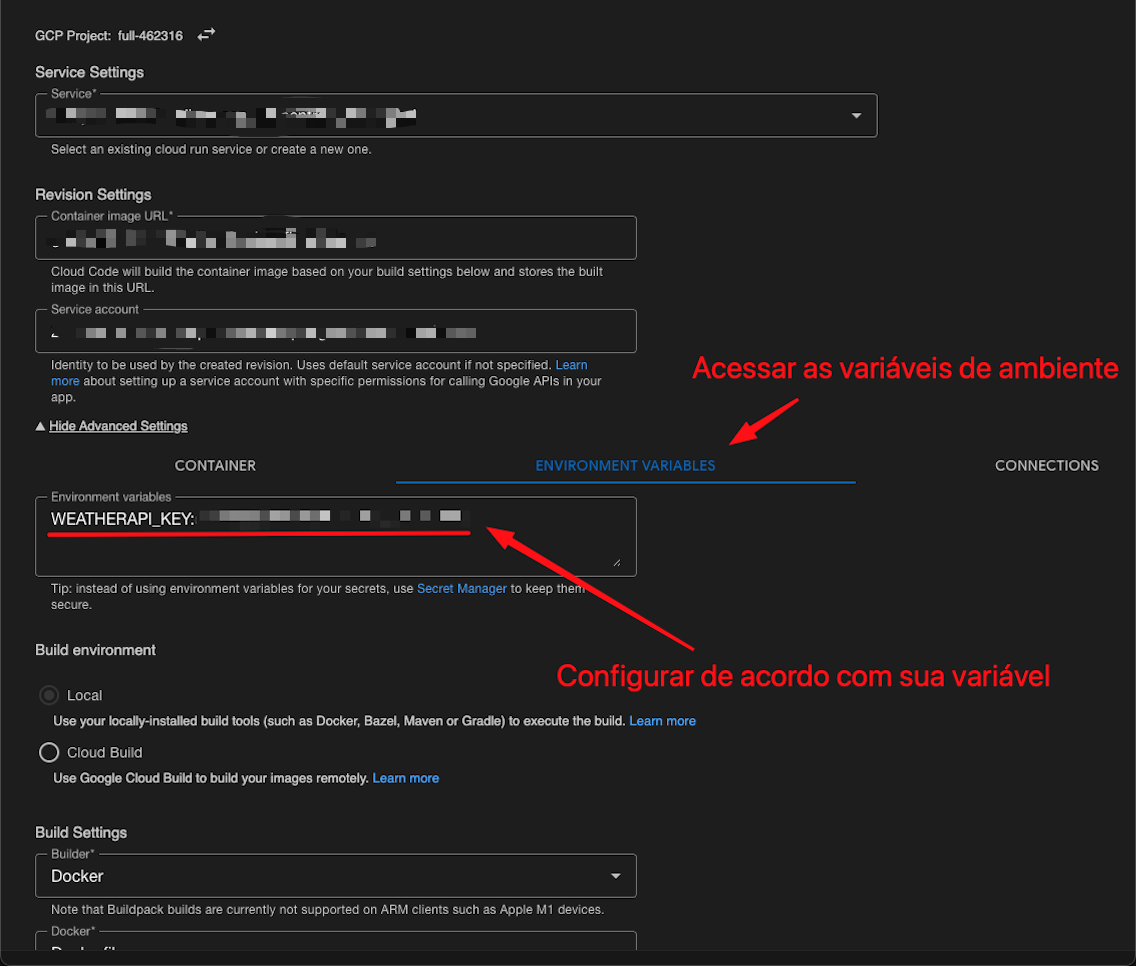 GCP Project: full-462316
Service Settings
Service*
Select an existing cloud run service or create a new one.
Revision Settings
Container image URL*
Cloud Code will build the container image based on your build settings below and stores the built
image in this URL.
Service account
Identity to be used by the created revision. Uses default service account if not specified. Learn
more about setting up a service account with specific permissions for calling Google APIs in your
app.
Acessar as variáveis de ambiente
Hide Advanced Settings
CONTAINER
ENVIRONMENT VARIABLES
CONNECTIONS
Environment variables
WEATHERAPI_KEY:
Tip: instead of using environment variables for your secrets, use Secret Manager to keep them
secure.
Build environment
Configurar de acordo com sua variável
Local
Use your locally-installed build tools (such as Docker, Bazel, Maven or Gradle) to execute the build. Learn more
Cloud Build
Use Google Cloud Build to build your images remotely. Learn more
Build Settings
Builder*
Docker
Note that Buildpack builds are currently not supported on ARM clients such as Apple M1 devices.
Docker*